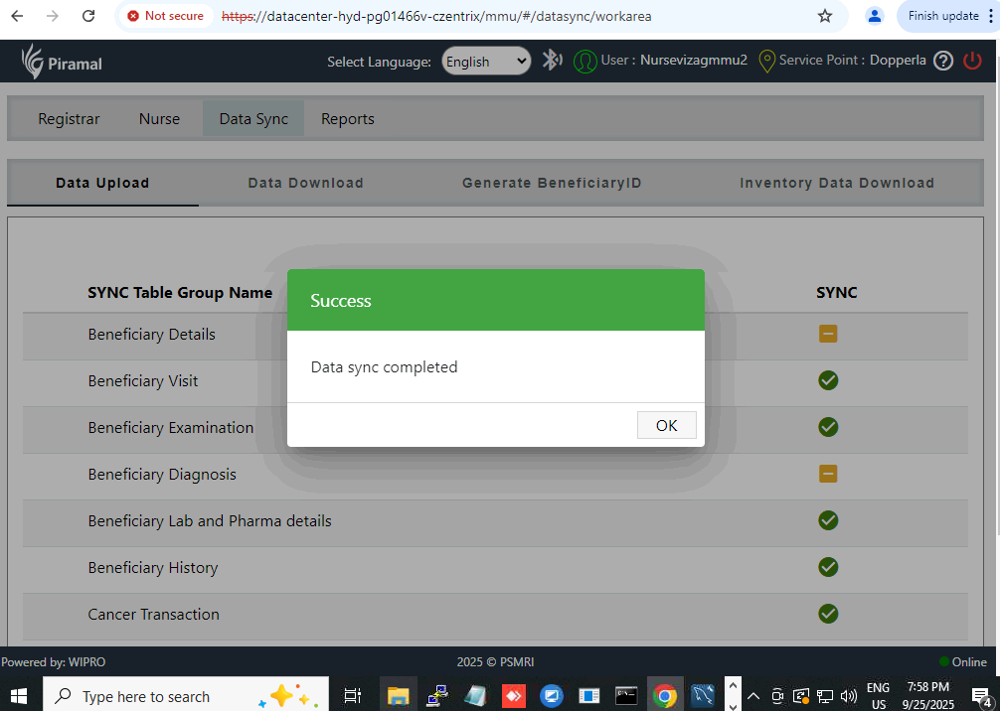 Not secure
https://datacenter-hyd-pg01466v-czentrix/mmu/#/datasync/workarea
Finish update
Piramal
Select Language:
English
User : Nursevizagmmu2
Service Point : Dopperla
Registrar
Nurse
Data Sync
Reports
Data Upload
Data Download
Generate BeneficiaryID
Inventory Data Download
SYNC Table Group Name
SYNC
Success
Data sync completed
OK
Beneficiary Details
Beneficiary Visit
Beneficiary Examination
Beneficiary Diagnosis
Beneficiary Lab and Pharma details
Beneficiary History
Cancer Transaction
Powered by: WIPRO
2025 © PSMRI
Online
Type here to search
ENG
US
7:58 PM
9/25/2025
4